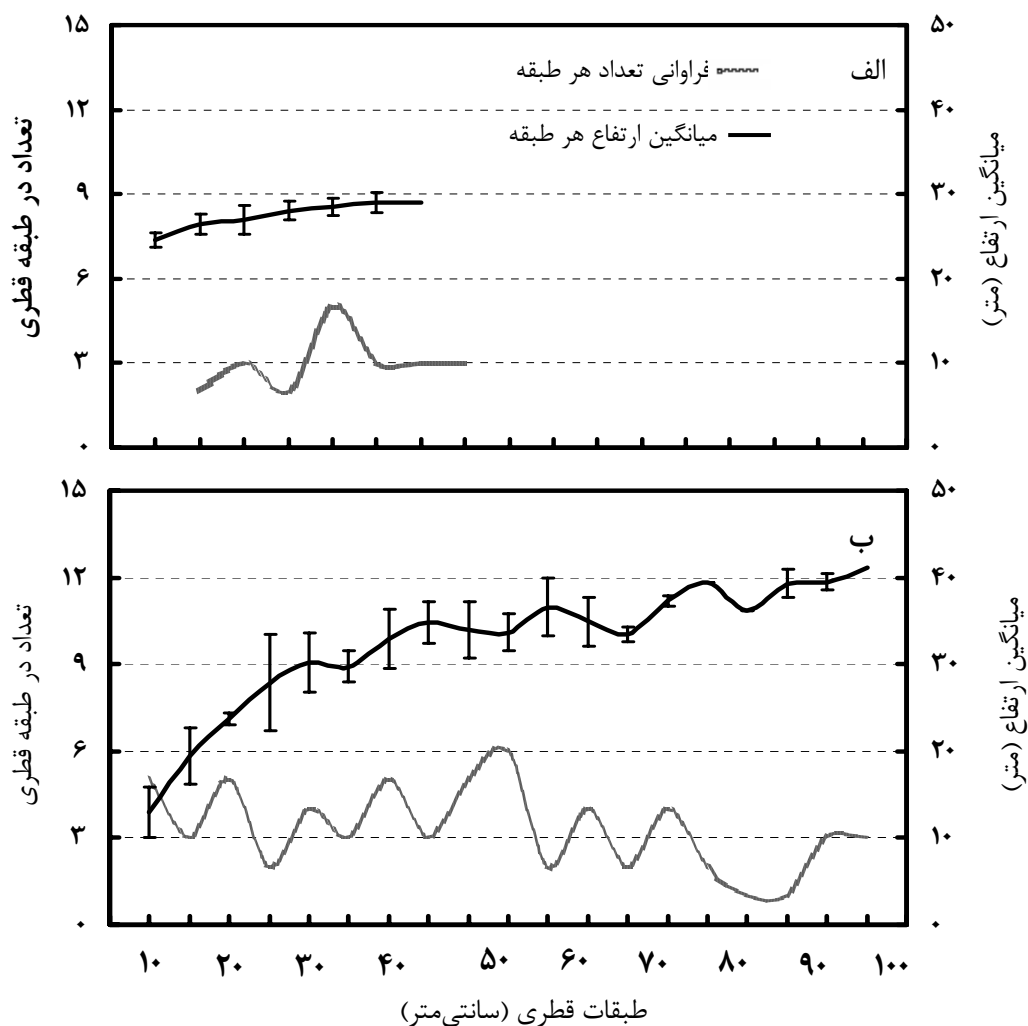 ۱۵
۱۲
۹
۶
۳
۰
تعداد در طبقه قطری
الف
فراوانی تعداد هر طبقه
میانگین ارتفاع هر طبقه
۵۰
۴۰
۳۰
۲۰
۱۰
۰
میانگین ارتفاع (متر)
۱۵
۱۲
۹
۶
۳
۰
تعداد در طبقه قطری
ب
۵۰
۴۰
۳۰
۲۰
۱۰
۰
میانگین ارتفاع (متر)
۱۰ ۲۰ ۳۰ ۴۰ ۵۰ ۶۰ ۷۰ ۸۰ ۹۰ ۱۰۰
طبقات قطری (سانتی‌متر)